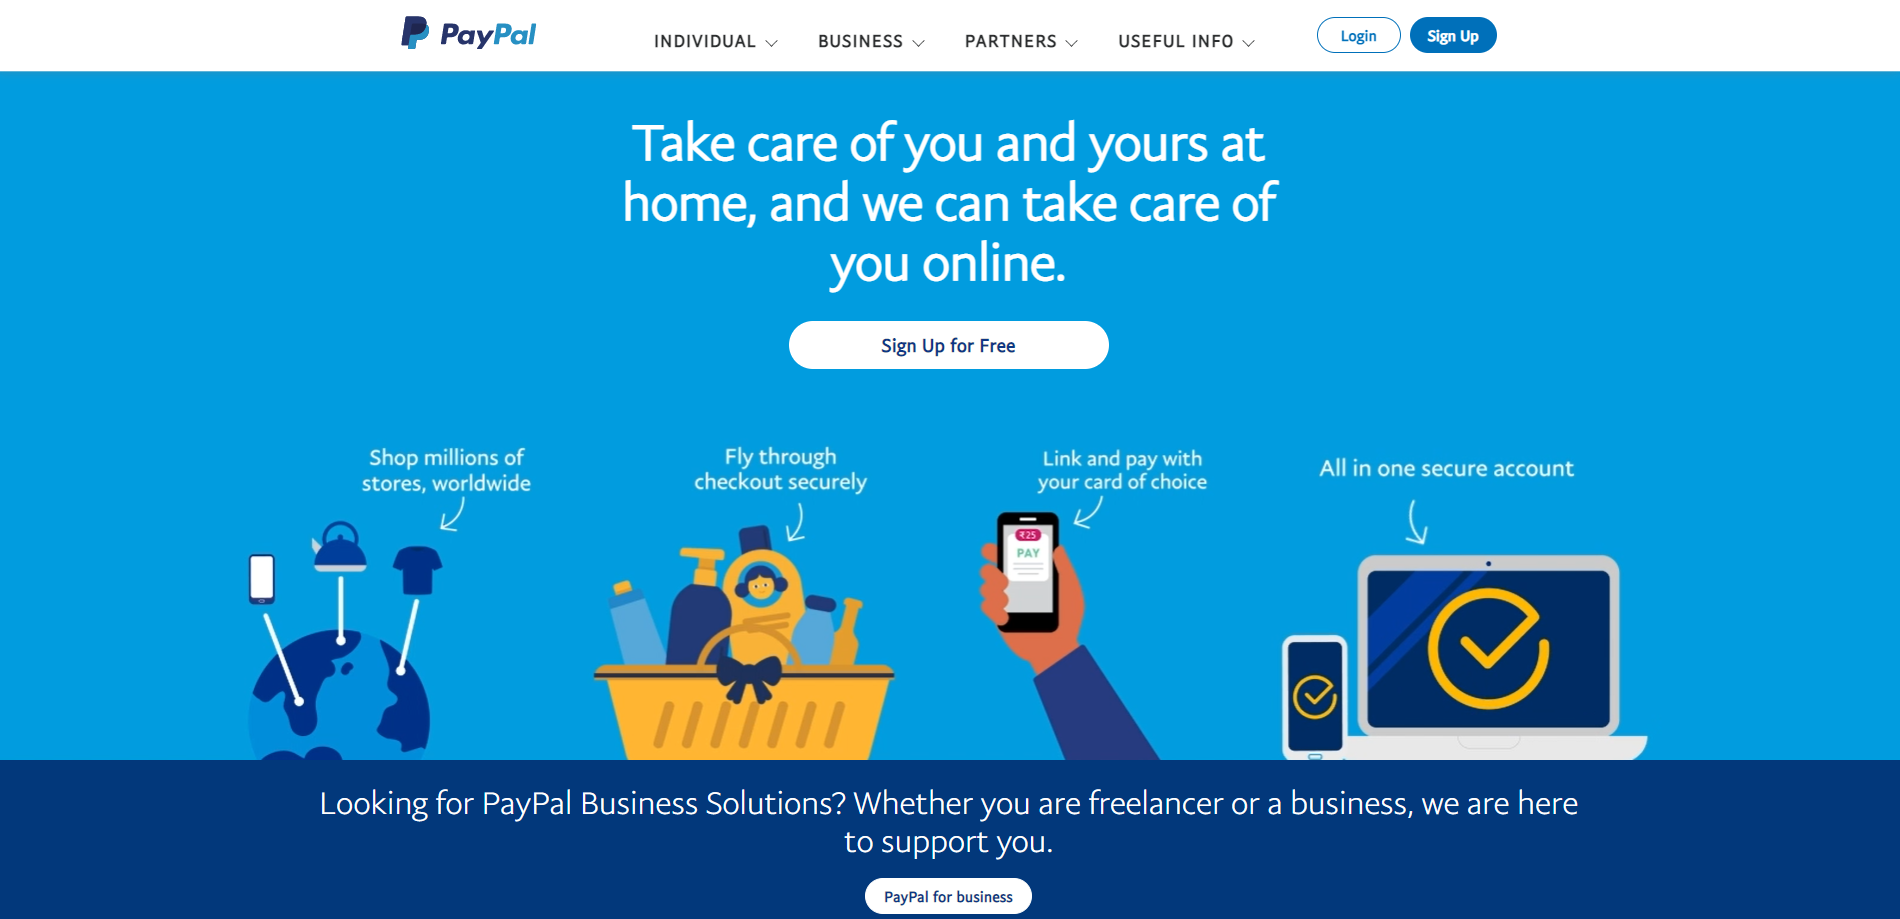 PayPal
INDIVIDUAL
BUSINESS
PARTNERS
USEFUL INFO
Login
Sign Up
Take care of you and yours at
home, and we can take care of
you online.
Sign Up for Free
Shop millions of
stores, worldwide
Fly through
checkout securely
Link and pay with
your card of choice
All in one secure account
₹25
PAY
Looking for PayPal Business Solutions? Whether you are freelancer or a business, we are here
to support you.
PayPal for business